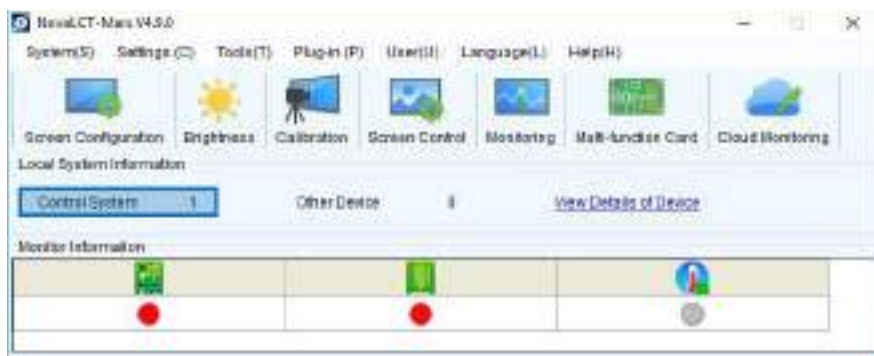 NovaLCT-Mars V4.9.0
System(S) Settings (C) Tools(T) Plug-in (P) User(U) Language(L) Help(H)
Screen Configuration Brightness Calibration Screen Control Monitoring Multi-function Card Cloud Monitoring
Local System Information
Control System 1 Other Device View Details of Device
Monitor Information